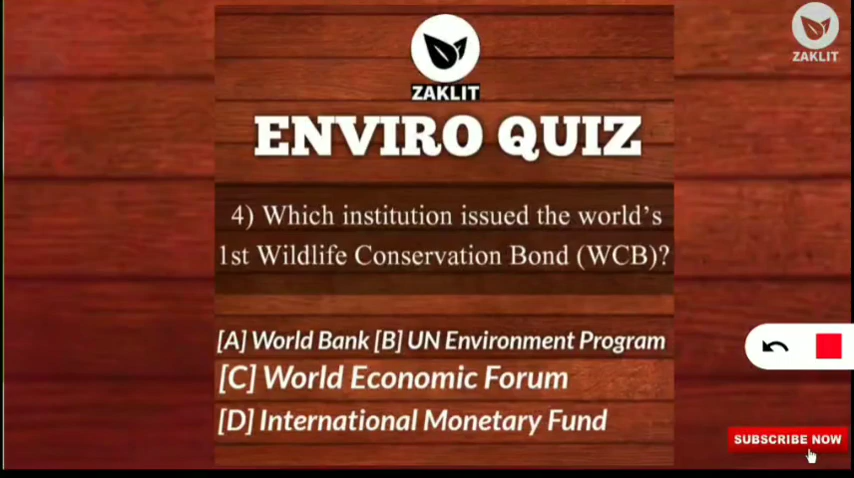 ZAKLIT
ZAKLIT
ENVIRO QUIZ
4) Which institution issued the world's
1st Wildlife Conservation Bond (WCB)?
[A] World Bank [B] UN Environment Program
[C] World Economic Forum
[D] International Monetary Fund
SUBSCRIBE NOW